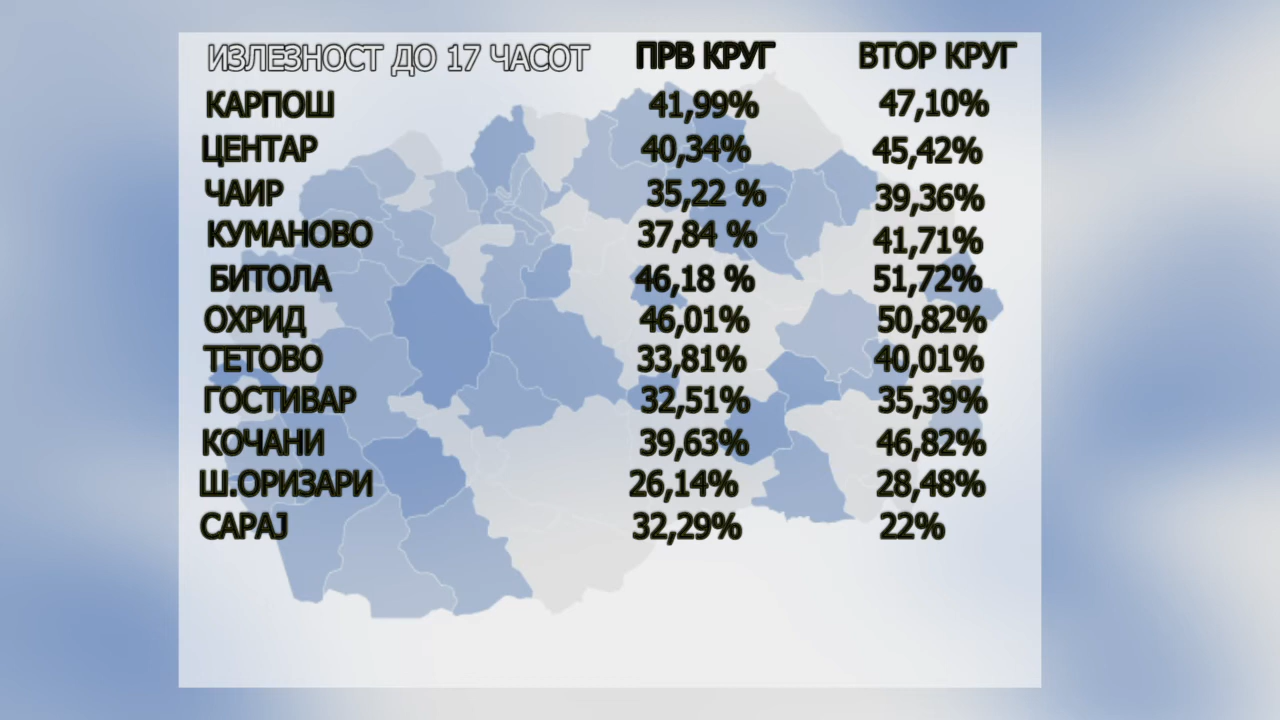 ИЗЛЕЗНОСТ ДО 17 ЧАСОТ ПРВ КРУГ ВТОР КРУГ
КАРПОШ 41,99% 47,10%
ЦЕНТАР 40,34% 45,42%
ЧАИР 35,22 % 39,36%
КУМАНОВО 37,84 % 41,71%
БИТОЛА 46,18 % 51,72%
ОХРИД 46,01% 50,82%
ТЕТОВО 33,81% 40,01%
ГОСТИВАР 32,51% 35,39%
КОЧАНИ 39,63% 46,82%
Ш.ОРИЗАРИ 26,14% 28,48%
САРАЈ 32,29% 22%